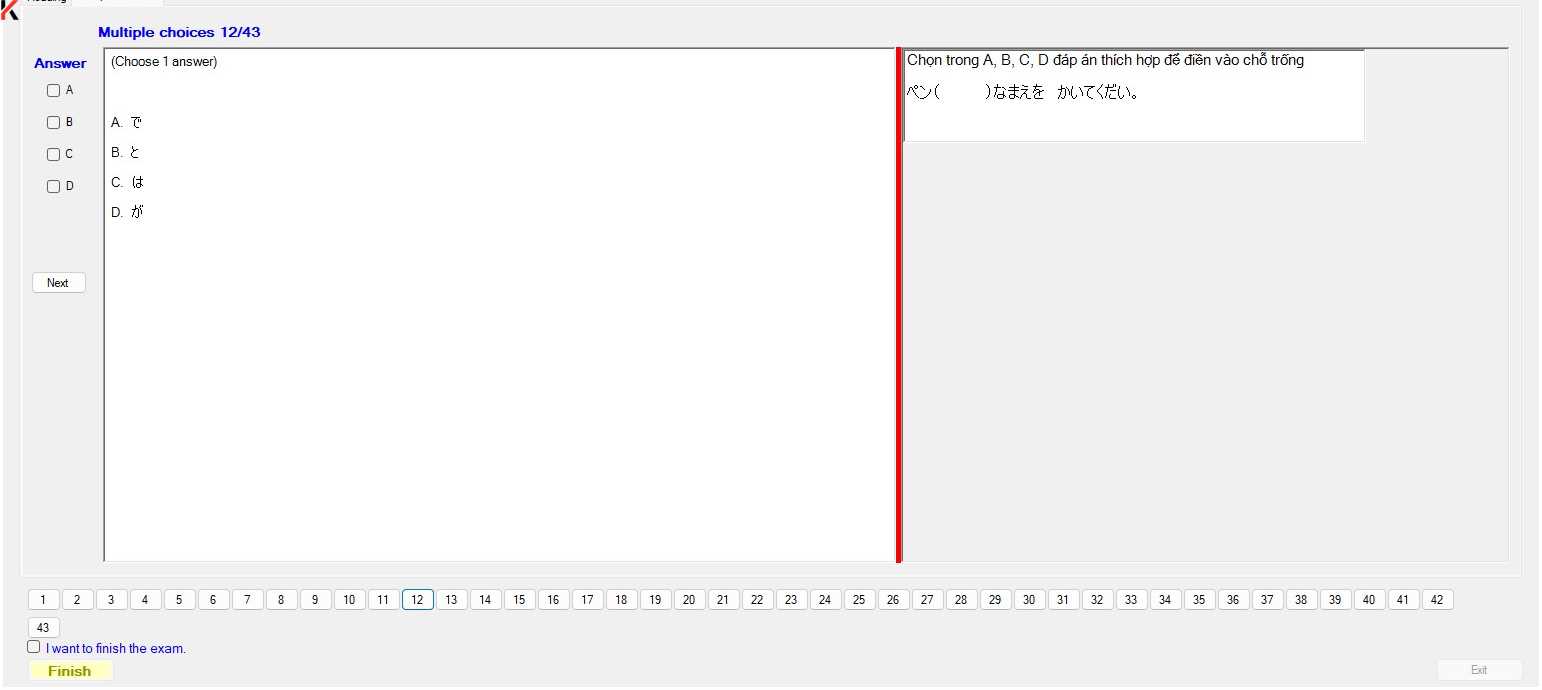 Multiple choices 12/43
Answer
(Choose 1 answer)
A
B
C
D
A. で
B. と
C. は
D. が
Next
Chọn trong A, B, C, D đáp án thích hợp để điền vào chỗ trống
ペン( )なまえを かいてくだい。
1 2 3 4 5 6 7 8 9 10 11 12 13 14 15 16 17 18 19 20 21 22 23 24 25 26 27 28 29 30 31 32 33 34 35 36 37 38 39 40 41 42
43
I want to finish the exam.
Finish
Exit